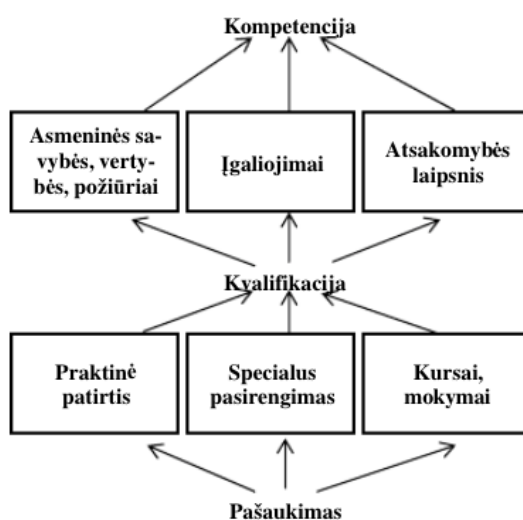 Kompetencija
Asmeninės sa-
vybės, verty-
bės, požiūriai
Įgaliojimai
Atsakomybės
laipsnis
Kvalifikacija
Praktinė
patirtis
Specialus
pasirengimas
Kursai,
mokymai
Pašaukimas